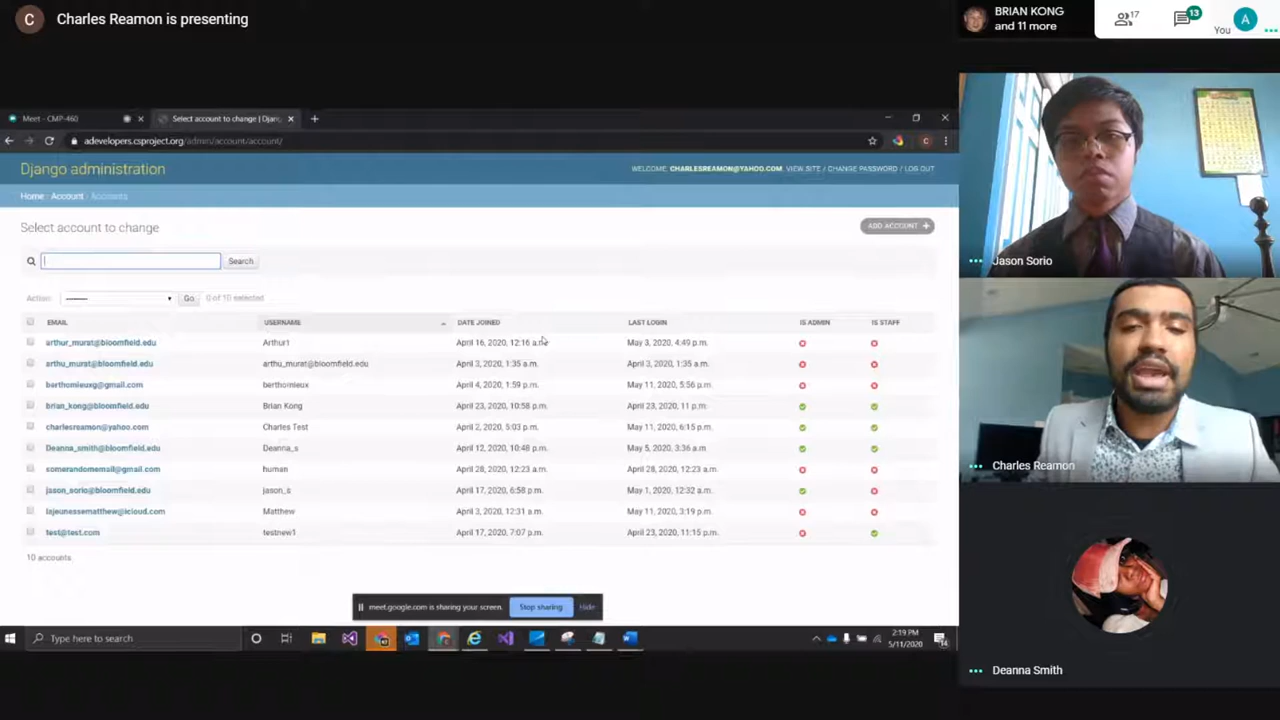 C
Charles Reamon is presenting
BRIAN KONG
and 11 more
17
13
You
A
Meet - CMP-460
Select account to change | Djang
adevelopers.csproject.org/admin/account/account/
C
Django administration
WELCOME, CHARLESREAMON@YAHOO.COM. VIEW SITE / CHANGE PASSWORD / LOG OUT
Home › Account › Accounts
Select account to change
ADD ACCOUNT +
Search
Action: --------- Go 0 of 10 selected
EMAIL USERNAME DATE JOINED LAST LOGIN IS ADMIN IS STAFF
arthur_murat@bloomfield.edu Arthur1 April 16, 2020, 12:16 a.m. May 3, 2020, 4:49 p.m.
arthu_murat@bloomfield.edu arthu_murat@bloomfield.edu April 3, 2020, 1:35 a.m. April 3, 2020, 1:35 a.m.
berthomieuxg@gmail.com berthomieux April 4, 2020, 1:59 p.m. May 11, 2020, 5:56 p.m.
brian_kong@bloomfield.edu Brian Kong April 23, 2020, 10:58 p.m. April 23, 2020, 11 p.m.
charlesreamon@yahoo.com Charles Test April 2, 2020, 5:03 p.m. May 11, 2020, 6:15 p.m.
Deanna_smith@bloomfield.edu Deanna_s April 12, 2020, 10:48 p.m. May 5, 2020, 3:36 a.m.
somerandomemail@gmail.com human April 28, 2020, 12:23 a.m. April 28, 2020, 12:23 a.m.
jason_sorio@bloomfield.edu jason_s April 17, 2020, 6:58 p.m. May 1, 2020, 12:32 a.m.
lajeunessematthew@icloud.com Matthew April 3, 2020, 12:31 a.m. May 11, 2020, 3:19 p.m.
test@test.com testnew1 April 17, 2020, 7:07 p.m. April 23, 2020, 11:15 p.m.
10 accounts
meet.google.com is sharing your screen. Stop sharing Hide
Type here to search
2:19 PM
5/11/2020
14
Jason Sorio
Charles Reamon
Deanna Smith